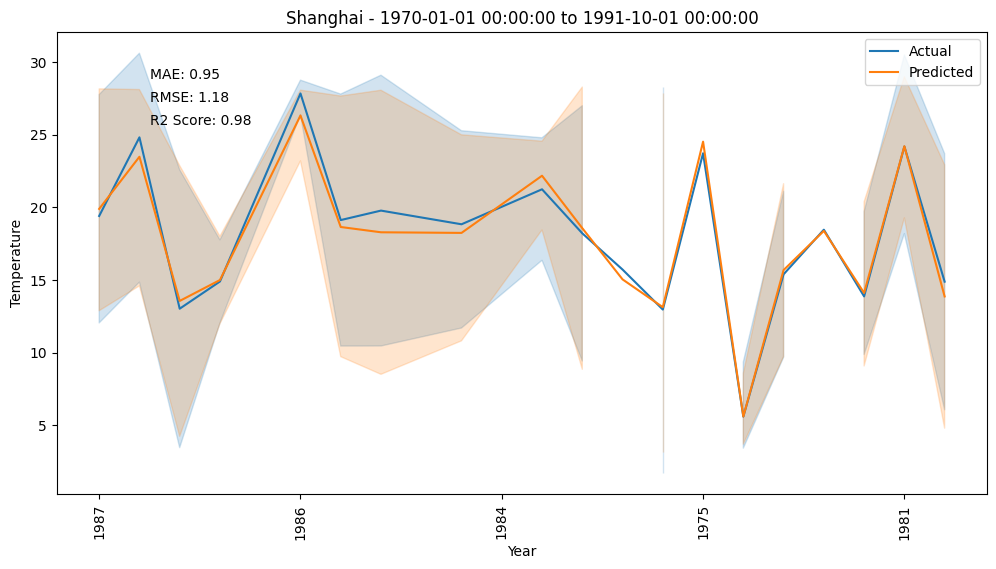 Shanghai - 1970-01-01 00:00:00 to 1991-10-01 00:00:00
Actual
Predicted
MAE: 0.95
RMSE: 1.18
R2 Score: 0.98
30
25
20
15
10
5
Temperature
1987
1986
1984
1975
1981
Year